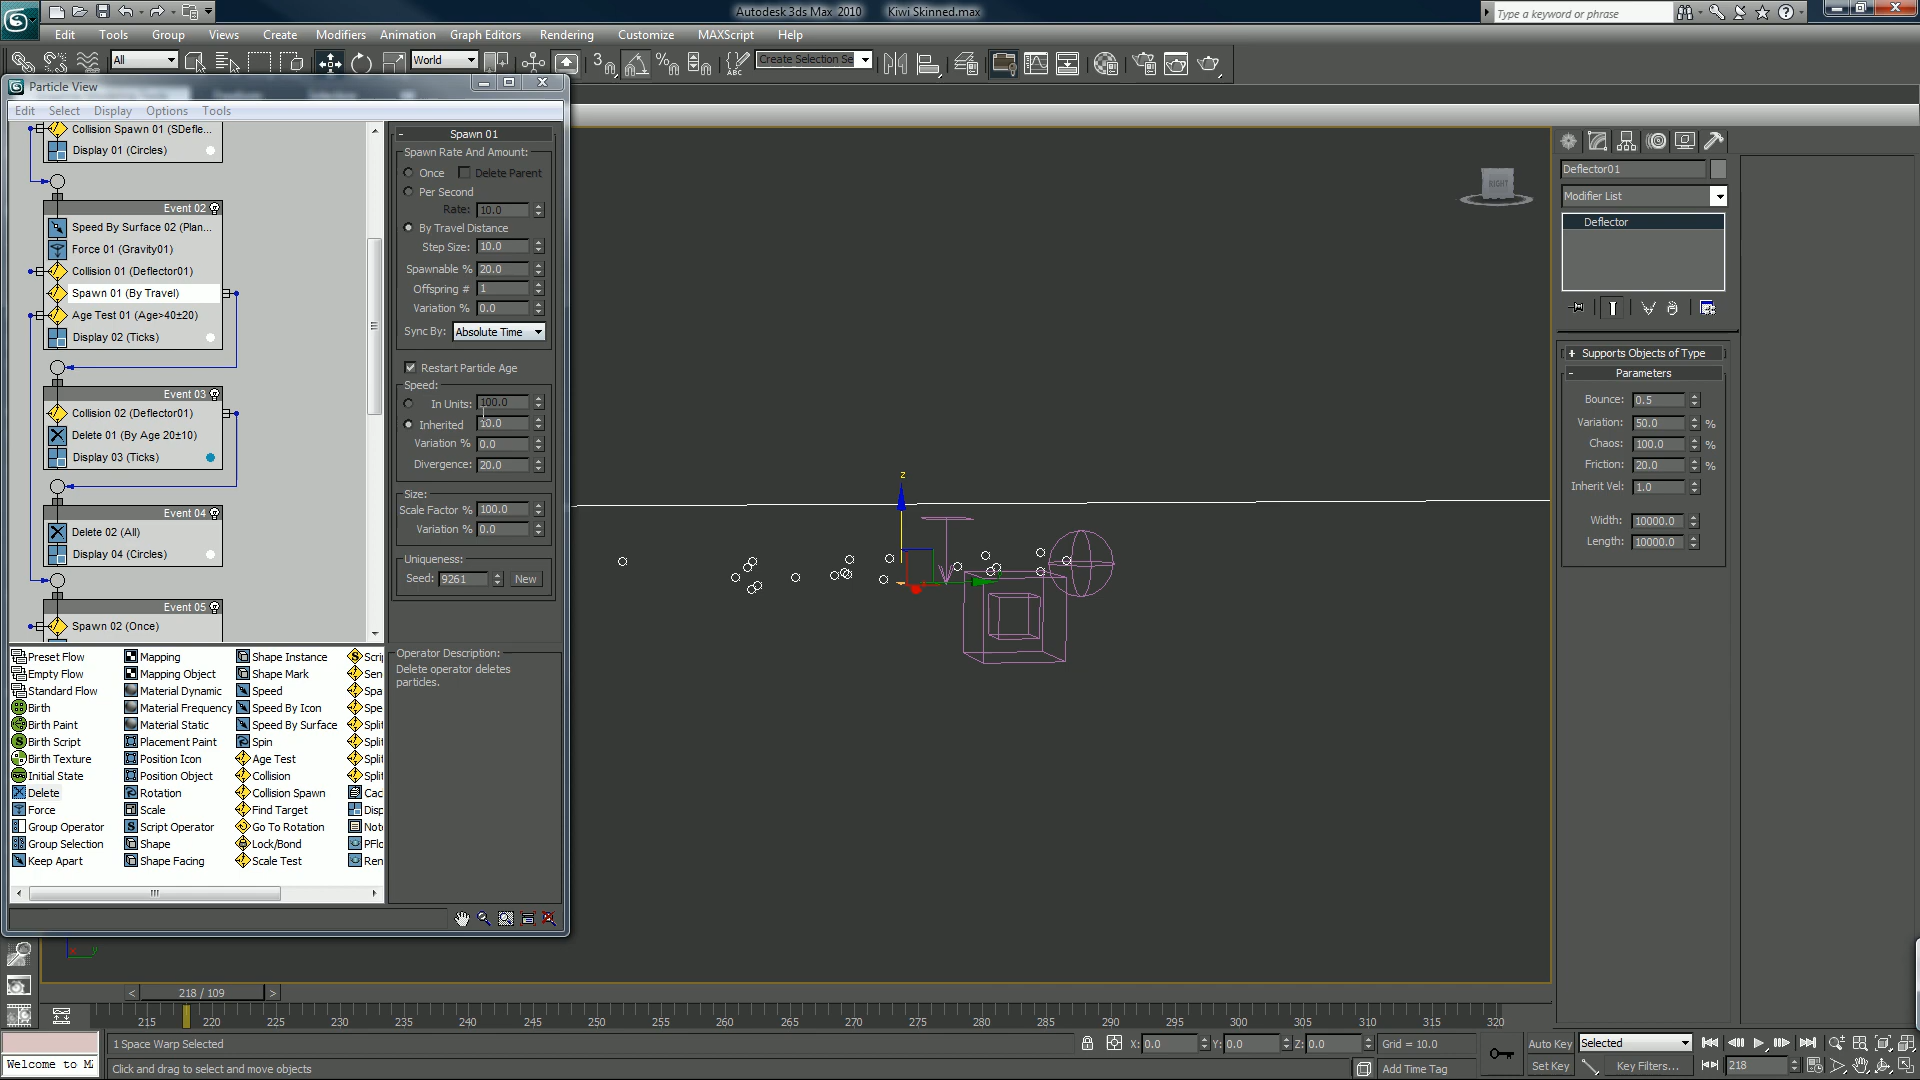 Autodesk 3ds Max 2010 Kiwi Skinned.max
Type a keyword or phrase
Edit Tools Group Views Create Modifiers Animation Graph Editors Rendering Customize MAXScript Help
All World Create Selection Se
Particle View
Edit Select Display Options Tools
Collision Spawn 01 (SDefle...
Display 01 (Circles)
Event 02
Speed By Surface 02 (Plan...
Force 01 (Gravity01)
Collision 01 (Deflector01)
Spawn 01 (By Travel)
Age Test 01 (Age>40±20)
Display 02 (Ticks)
Event 03
Collision 02 (Deflector01)
Delete 01 (By Age 20±10)
Display 03 (Ticks)
Event 04
Delete 02 (All)
Display 04 (Circles)
Event 05
Spawn 02 (Once)
- Spawn 01
Spawn Rate And Amount:
Once Delete Parent
Per Second
Rate: 10.0
By Travel Distance
Step Size: 10.0
Spawnable % 20.0
Offspring # 1
Variation % 0.0
Sync By: Absolute Time
Restart Particle Age
Speed:
In Units: 100.0
Inherited 10.0
Variation % 0.0
Divergence: 20.0
Size:
Scale Factor % 100.0
Variation % 0.0
Uniqueness:
Seed: 9261 New
Operator Description:
Delete operator deletes
particles.
Preset Flow Mapping Shape Instance Scri
Empty Flow Mapping Object Shape Mark Sen
Standard Flow Material Dynamic Speed Spa
Birth Material Frequency Speed By Icon Spe
Birth Paint Material Static Speed By Surface Split
Birth Script Placement Paint Spin Split
Birth Texture Position Icon Age Test Split
Initial State Position Object Collision Split
Delete Rotation Collision Spawn Cac
Force Scale Find Target Disp
Group Operator Script Operator Go To Rotation Not
Group Selection Shape Lock/Bond PFlo
Keep Apart Shape Facing Scale Test Ren
RIGHT
z
Deflector01
Modifier List
Deflector
+ Supports Objects of Type
- Parameters
Bounce: 0.5
Variation: 50.0 %
Chaos: 100.0 %
Friction: 20.0 %
Inherit Vel: 1.0
Width: 10000.0
Length: 10000.0
< 218 / 109 >
215 220 225 230 235 240 245 250 255 260 265 270 275 280 285 290 295 300 305 310 315 320
1 Space Warp Selected X: 0.0 Y: 0.0 Z: 0.0 Grid = 10.0 Auto Key Selected
Welcome to M Click and drag to select and move objects Add Time Tag Set Key Key Filters... 218